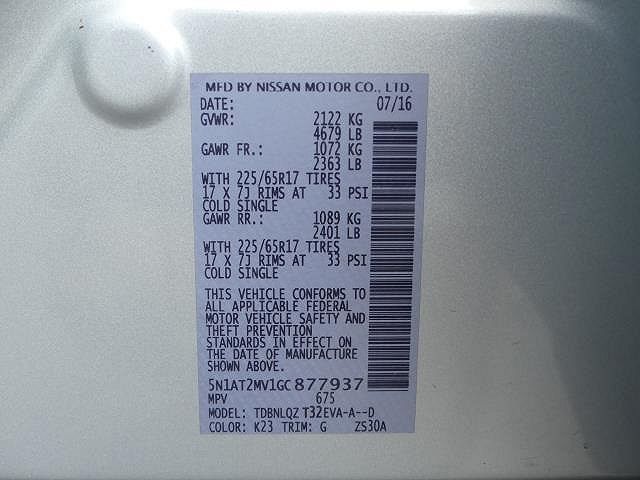 MFD BY NISSAN MOTOR CO., LTD.
DATE: 07/16
GVWR: 2122 KG
4679 LB
GAWR FR.: 1072 KG
2363 LB
WITH 225/65R17 TIRES
17 X 7J RIMS AT 33 PSI
COLD SINGLE
GAWR RR.: 1089 KG
2401 LB
WITH 225/65R17 TIRES
17 X 7J RIMS AT 33 PSI
COLD SINGLE
THIS VEHICLE CONFORMS TO
ALL APPLICABLE FEDERAL
MOTOR VEHICLE SAFETY AND
THEFT PREVENTION
STANDARDS IN EFFECT ON
THE DATE OF MANUFACTURE
SHOWN ABOVE.
5N1AT2MV1GC877937
MPV 675
MODEL: TDBNLQZ T32EVA-A--D
COLOR: K23 TRIM: G ZS30A